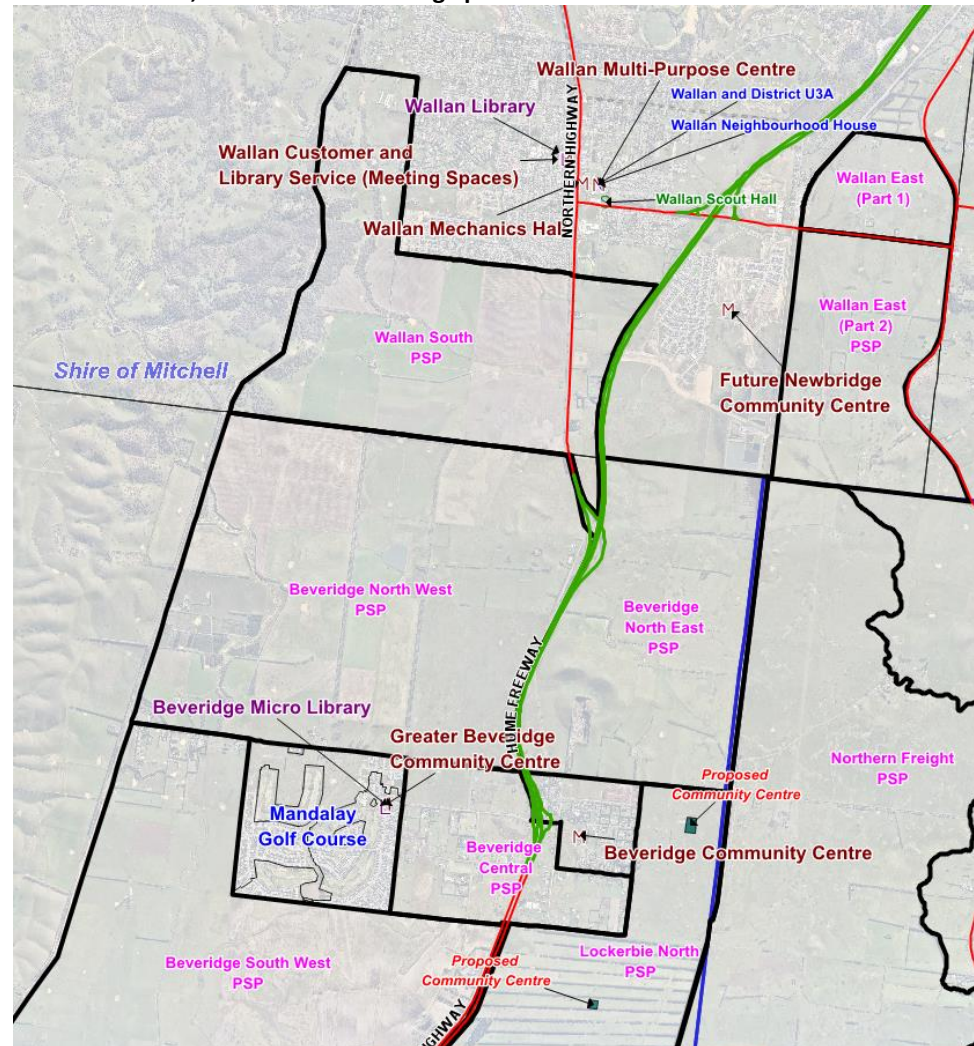 Wallan Multi-Purpose Centre
Wallan and District U3A
Wallan Library
Wallan Neighbourhood House
NORTHERN HIGHWAY
Wallan Customer and
Library Service (Meeting Spaces)
Wallan East
(Part 1)
M
Wallan Scout Hall
Wallan Mechanics Hal
Wallan East
(Part 2)
PSP
M
Wallan South
PSP
Shire of Mitchell
Future Newbridge
Community Centre
Beveridge North West
PSP
Beveridge
North East
PSP
HUME FREEWAY
Beveridge Micro Library
Greater Beveridge
Community Centre
Northern Freight
PSP
Proposed
Community Centre
Mandalay
Golf Course
M
Beveridge
Central
PSP
Beveridge Community Centre
Lockerbie North
PSP
Beveridge South West
PSP
Proposed
Community Centre
GHWAY